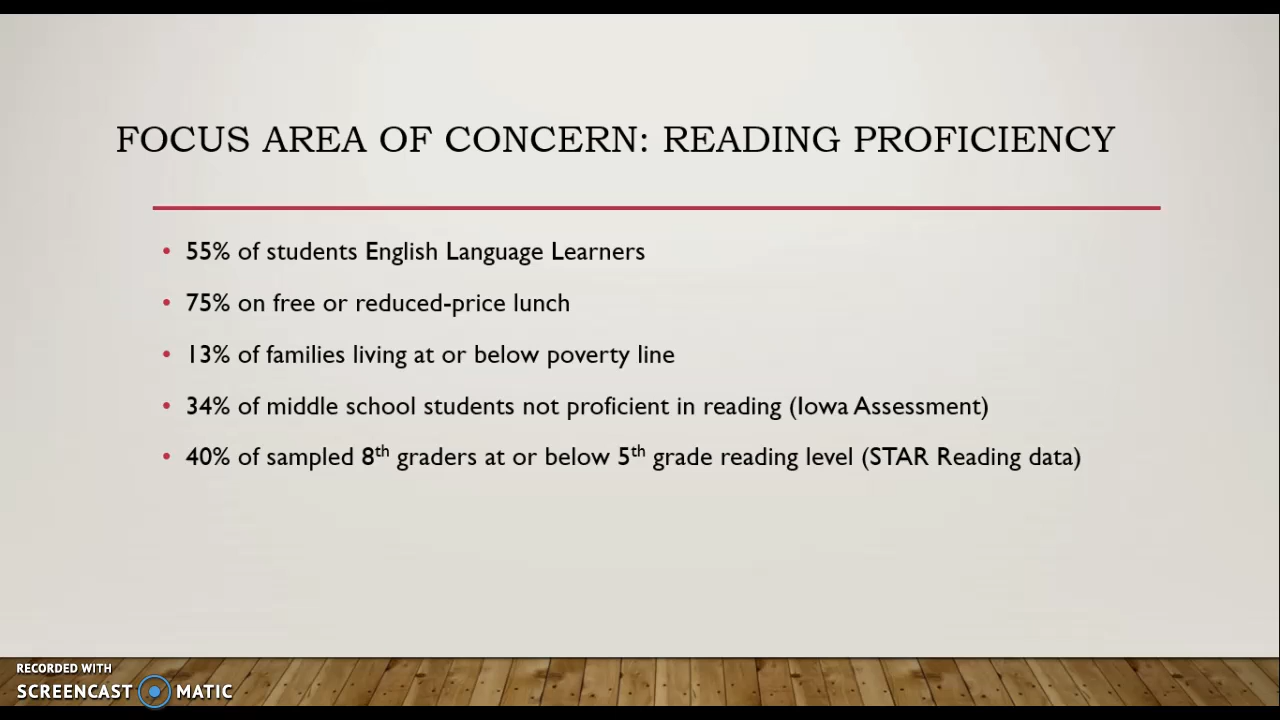 FOCUS AREA OF CONCERN: READING PROFICIENCY
• 55% of students English Language Learners
• 75% on free or reduced-price lunch
• 13% of families living at or below poverty line
• 34% of middle school students not proficient in reading (Iowa Assessment)
• 40% of sampled 8th graders at or below 5th grade reading level (STAR Reading data)
RECORDED WITH
SCREENCAST MATIC